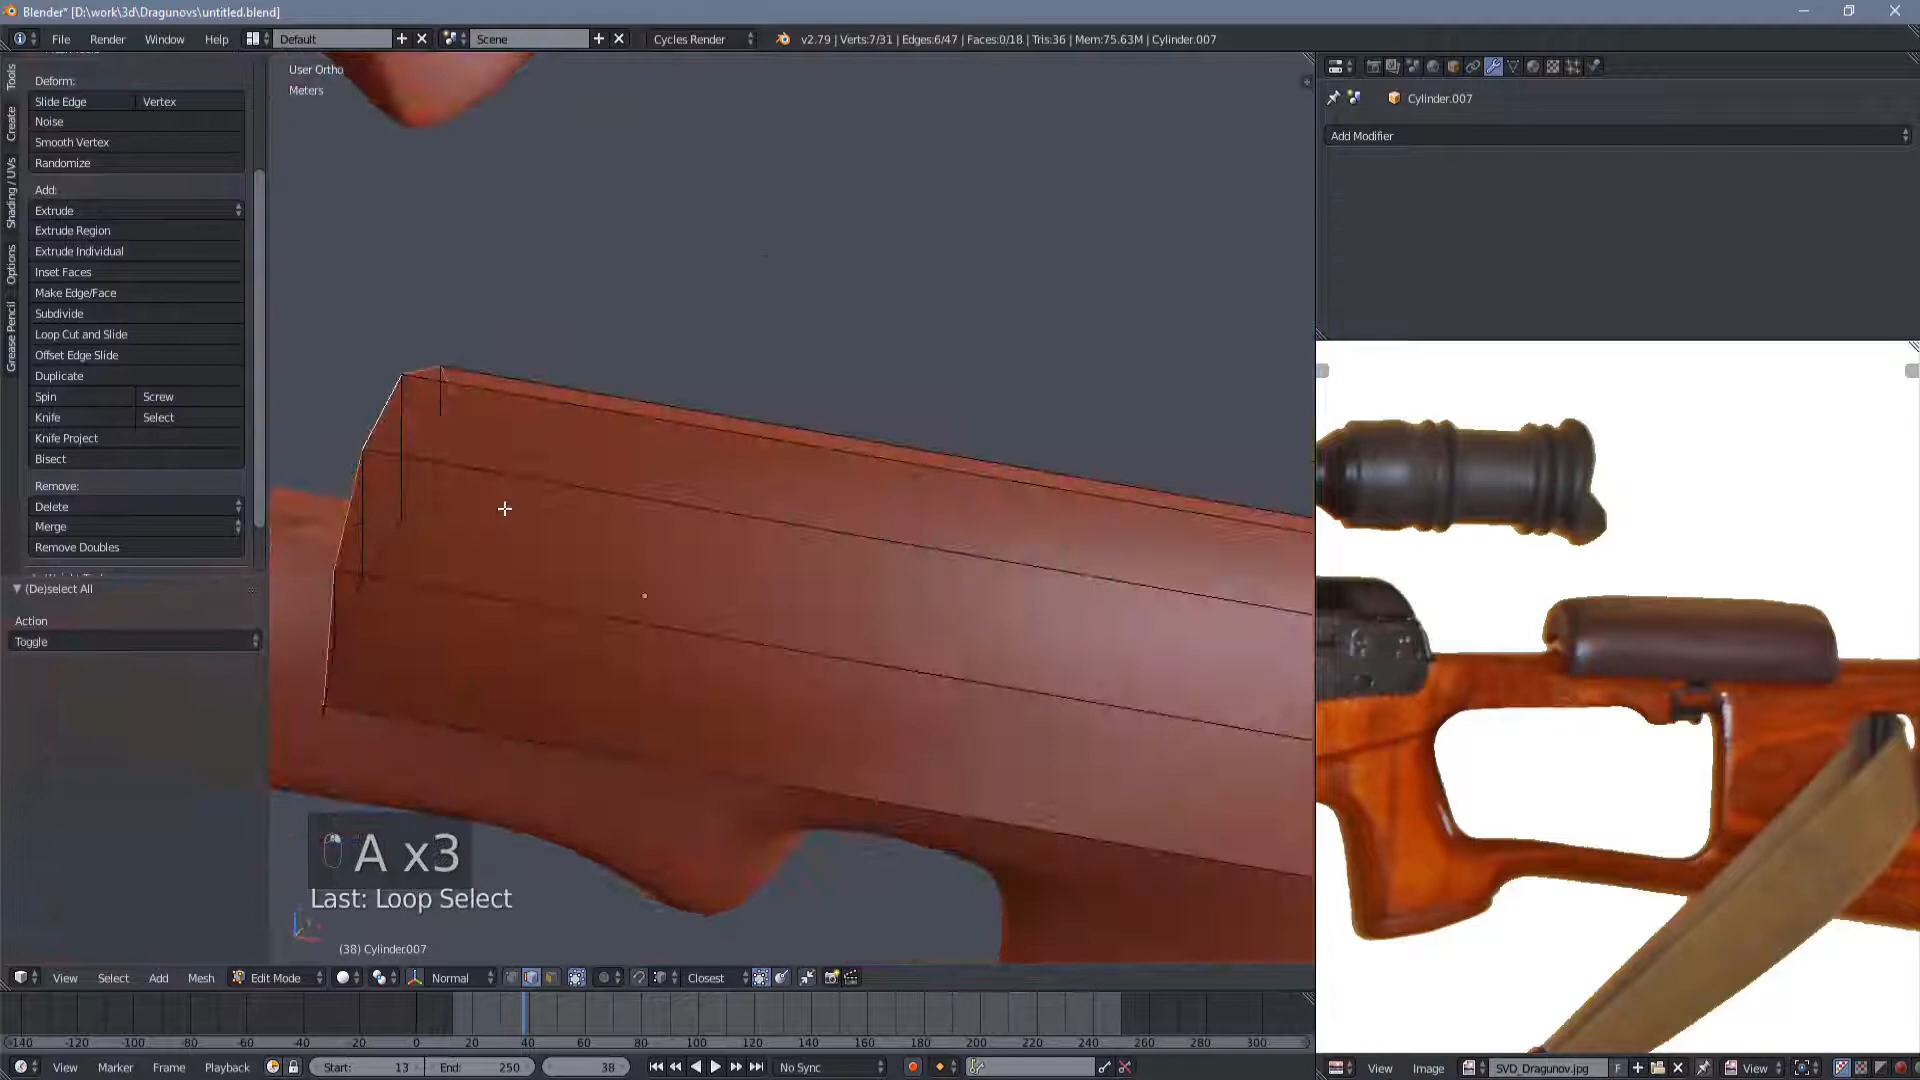 Blender* [D:\work\3d\Dragunovs\untitled.blend]
File Render Window Help Default Scene Cycles Render v2.79 | Verts:7/31 | Edges:6/47 | Faces:0/18 | Tris:36 | Mem:75.63M | Cylinder.007
Tools
Create
Shading / UVs
Options
Grease Pencil
Deform:
Slide Edge Vertex
Noise
Smooth Vertex
Randomize
Add:
Extrude
Extrude Region
Extrude Individual
Inset Faces
Make Edge/Face
Subdivide
Loop Cut and Slide
Offset Edge Slide
Duplicate
Spin Screw
Knife Select
Knife Project
Bisect
Remove:
Delete
Merge
Remove Doubles
(De)select All
Action
Toggle
User Ortho
Meters
A x3
Last: Loop Select
(38) Cylinder.007
Cylinder.007
Add Modifier
View Select Add Mesh Edit Mode Normal Closest
-140 -120 -100 -80 -60 -40 -20 0 20 40 60 80 100 120 140 160 180 200 220 240 260 280 300
View Marker Frame Playback Start: 13 End: 250 38 No Sync
View Image SVD_Dragunov.jpg F View